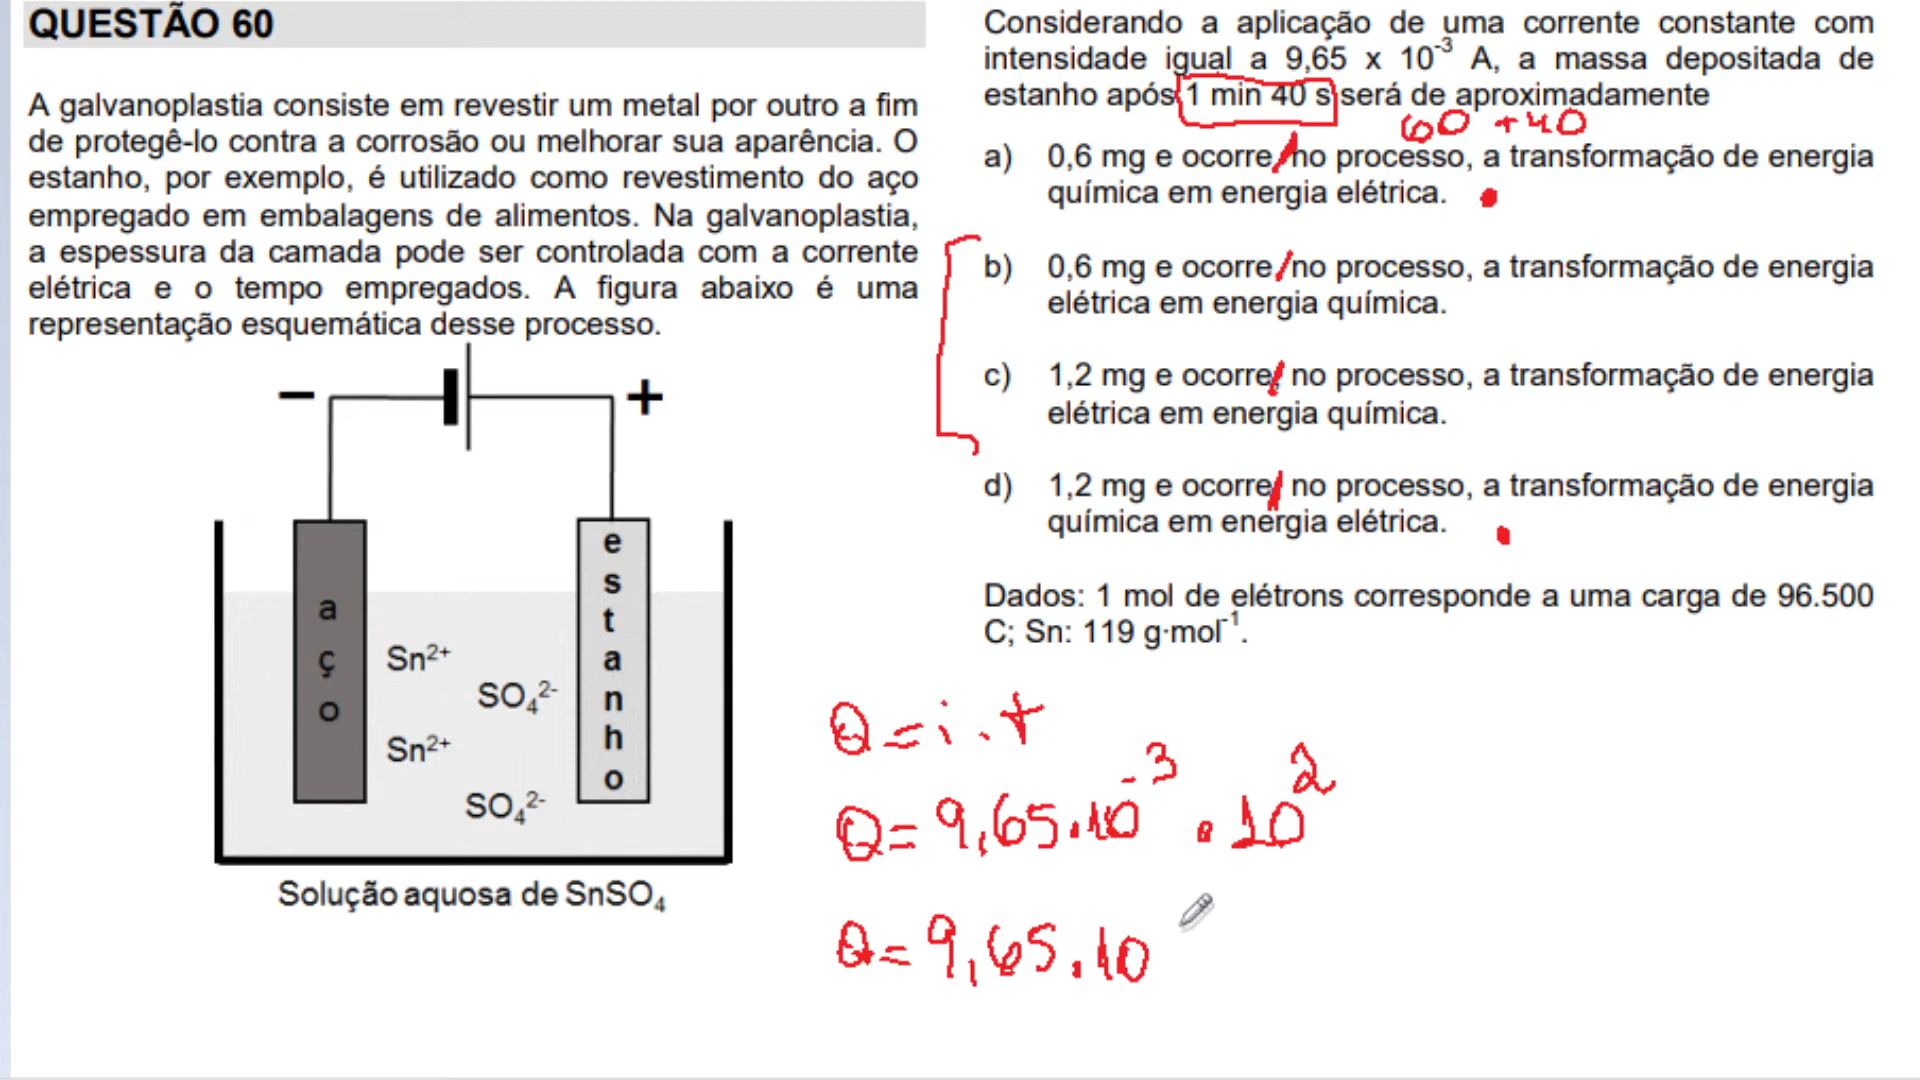 QUESTÃO 60
A galvanoplastia consiste em revestir um metal por outro a fim
de protegê-lo contra a corrosão ou melhorar sua aparência. O
estanho, por exemplo, é utilizado como revestimento do aço
empregado em embalagens de alimentos. Na galvanoplastia,
a espessura da camada pode ser controlada com a corrente
elétrica e o tempo empregados. A figura abaixo é uma
representação esquemática desse processo.
− +
aço
estanho
Sn²⁺
SO₄²⁻
Sn²⁺
SO₄²⁻
Solução aquosa de SnSO₄
Considerando a aplicação de uma corrente constante com
intensidade igual a 9,65 x 10⁻³ A, a massa depositada de
estanho após 1 min 40 s será de aproximadamente
60 + 40
a) 0,6 mg e ocorre, no processo, a transformação de energia
química em energia elétrica.
b) 0,6 mg e ocorre, no processo, a transformação de energia
elétrica em energia química.
c) 1,2 mg e ocorre, no processo, a transformação de energia
elétrica em energia química.
d) 1,2 mg e ocorre, no processo, a transformação de energia
química em energia elétrica.
Dados: 1 mol de elétrons corresponde a uma carga de 96.500
C; Sn: 119 g·mol⁻¹.
Q = i . t
Q = 9,65 . 10⁻³ . 10²
Q = 9,65 . 10